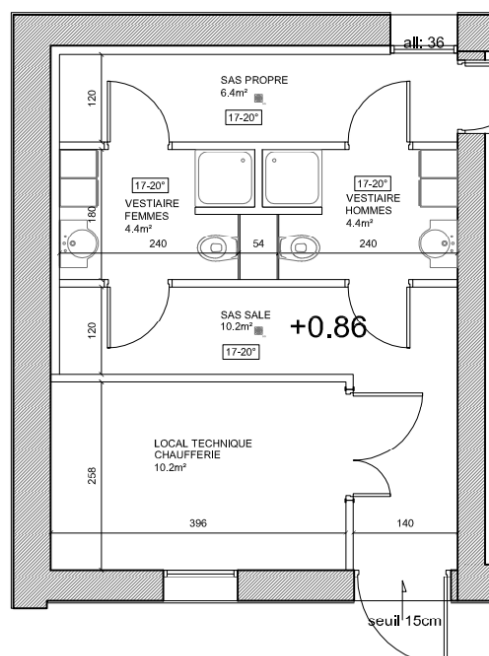 all: 36
SAS PROPRE
6.4m²
17-20°
120
17-20°
VESTIAIRE
FEMMES
4.4m²
17-20°
VESTIAIRE
HOMMES
4.4m²
180
240
54
240
SAS SALE
10.2m²
+0.86
17-20°
120
LOCAL TECHNIQUE
CHAUFFERIE
10.2m²
258
396
140
seuil 15cm